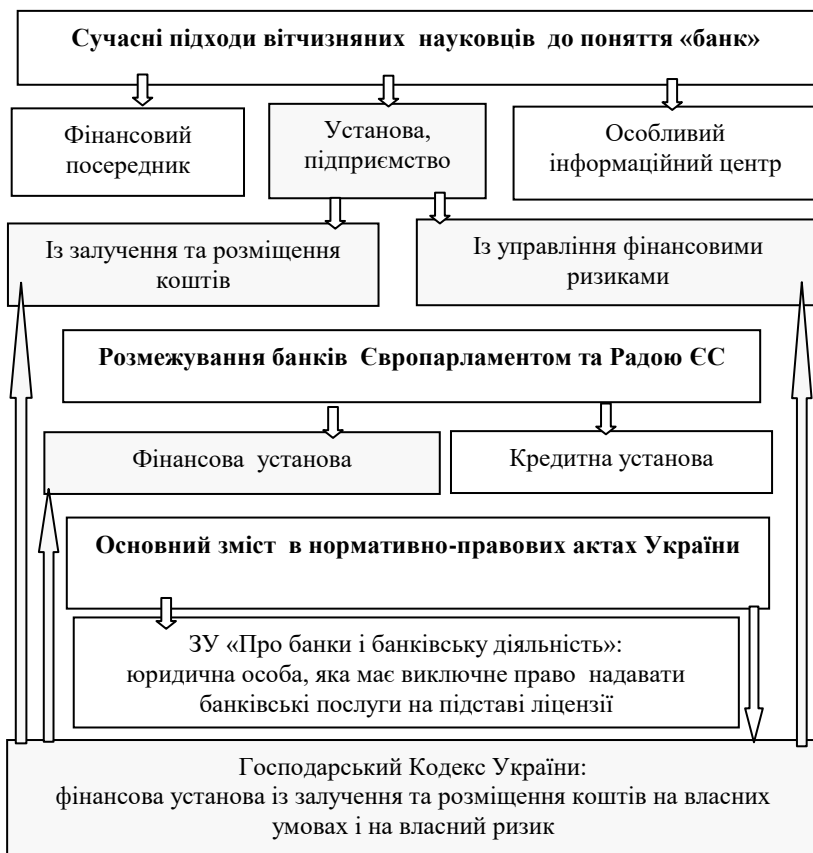 Сучасні підходи вітчизняних науковців до поняття «банк»
Фінансовий
посередник
Установа,
підприємство
Особливий
інформаційний центр
Із залучення та розміщення
коштів
Із управління фінансовими
ризиками
Розмежування банків Європарламентом та Радою ЄС
Фінансова установа
Кредитна установа
Основний зміст в нормативно-правових актах України
ЗУ «Про банки і банківську діяльність»:
юридична особа, яка має виключне право надавати
банківські послуги на підставі ліцензії
Господарський Кодекс України:
фінансова установа із залучення та розміщення коштів на власних
умовах і на власний ризик